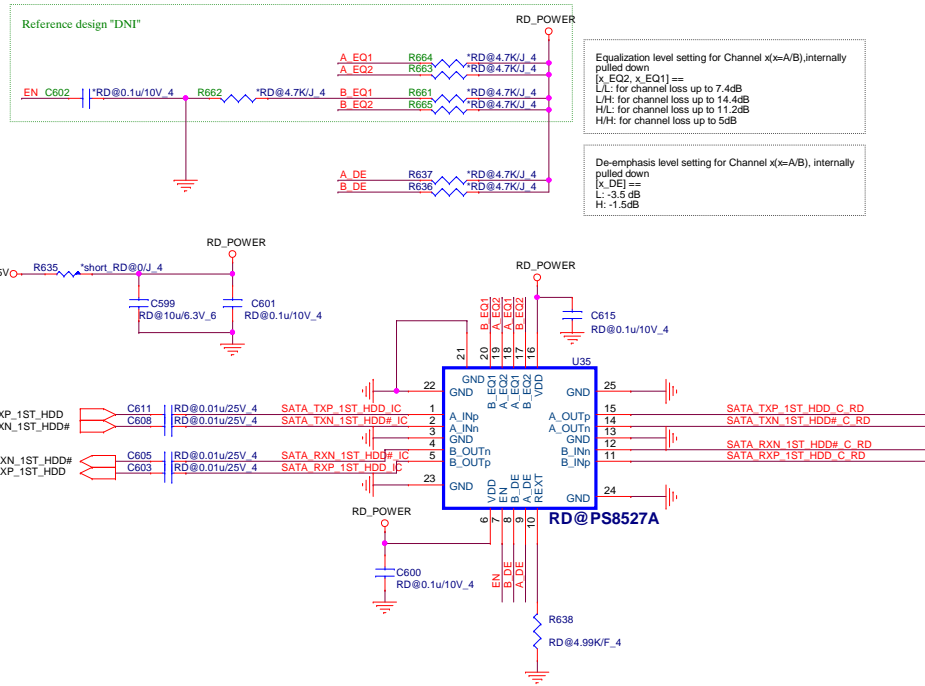 Reference design "DNI"
RD_POWER
A_EQ1 R664 *RD@4.7K/J_4
A_EQ2 R663 *RD@4.7K/J_4
EN C602 *RD@0.1u/10V_4 R662 *RD@4.7K/J_4 B_EQ1 R661 *RD@4.7K/J_4
B_EQ2 R665 *RD@4.7K/J_4
A_DE R637 *RD@4.7K/J_4
B_DE R636 *RD@4.7K/J_4
Equalization level setting for Channel x(x=A/B),internally
pulled down
[x_EQ2, x_EQ1] ==
L/L: for channel loss up to 7.4dB
L/H: for channel loss up to 14.4dB
H/L: for channel loss up to 11.2dB
H/H: for channel loss up to 5dB
De-emphasis level setting for Channel x(x=A/B), internally
pulled down
[x_DE] ==
L: -3.5 dB
H: -1.5dB
RD_POWER
5V R635 *short_RD@0/J_4
C599
RD@10u/6.3V_6
C601
RD@0.1u/10V_4
RD_POWER
C615
RD@0.1u/10V_4
B_EQ1
A_EQ2
A_EQ1
B_EQ2
21
20
19
18
17
16
U35
GND
B_EQ1
A_EQ2
A_EQ1
B_EQ2
VDD
22 GND GND 25
XP_1ST_HDD C611 RD@0.01u/25V_4 SATA_TXP_1ST_HDD_IC 1 A_INp A_OUTp 15 SATA_TXP_1ST_HDD_C_RD
TXN_1ST_HDD# C608 RD@0.01u/25V_4 SATA_TXN_1ST_HDD#_IC 2 A_INn A_OUTn 14 SATA_TXN_1ST_HDD#_C_RD
3 GND GND 13
XN_1ST_HDD# C605 RD@0.01u/25V_4 SATA_RXN_1ST_HDD#_IC 4 B_OUTn B_INn 12 SATA_RXN_1ST_HDD#_C_RD
XP_1ST_HDD C603 RD@0.01u/25V_4 SATA_RXP_1ST_HDD_IC 5 B_OUTp B_INp 11 SATA_RXP_1ST_HDD_C_RD
23 GND GND 24
VDD
EN
B_DE
A_DE
REXT
RD@PS8527A
6
7
8
9
10
RD_POWER
C600
RD@0.1u/10V_4
EN
B_DE
A_DE
R638
RD@4.99K/F_4